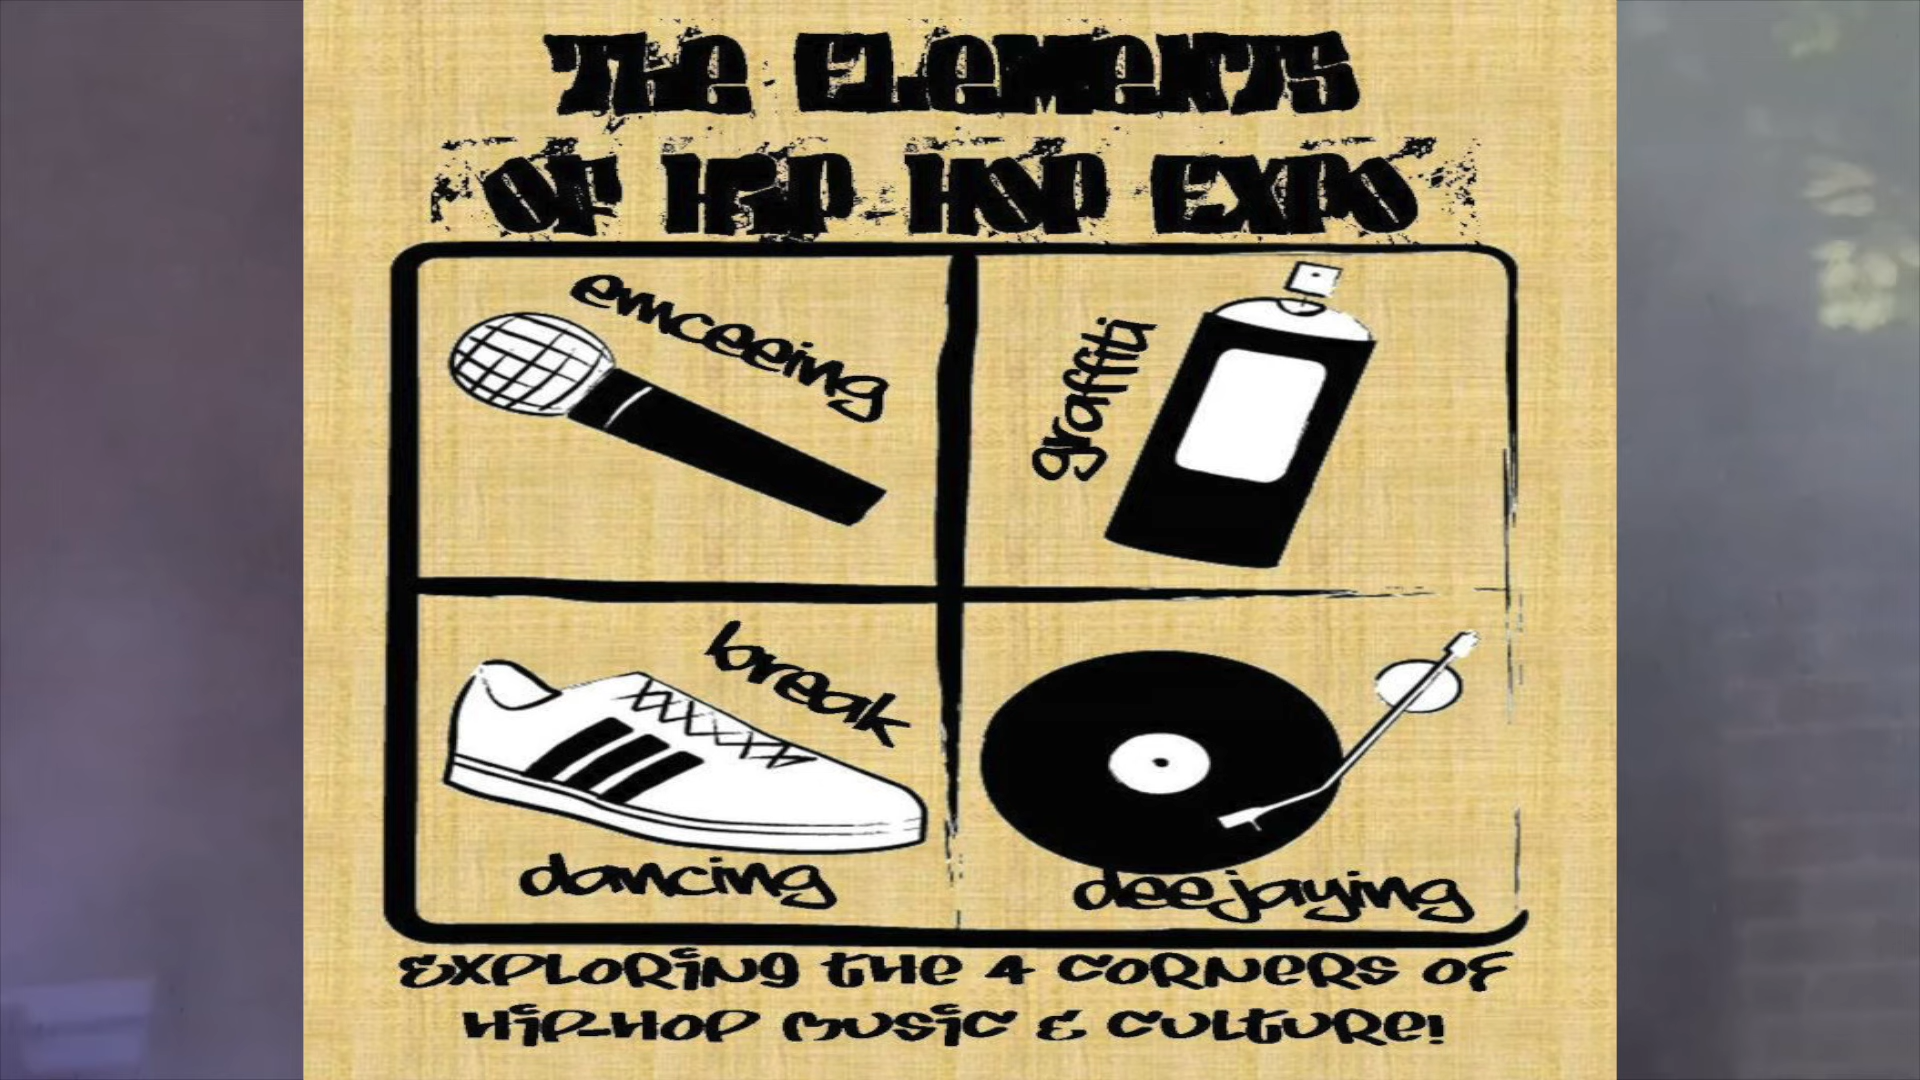 The Elements
of Hip Hop Expo
emceeing
graffiti
break
dancing
deejaying
Exploring the 4 corners of
Hip-Hop Music & Culture!